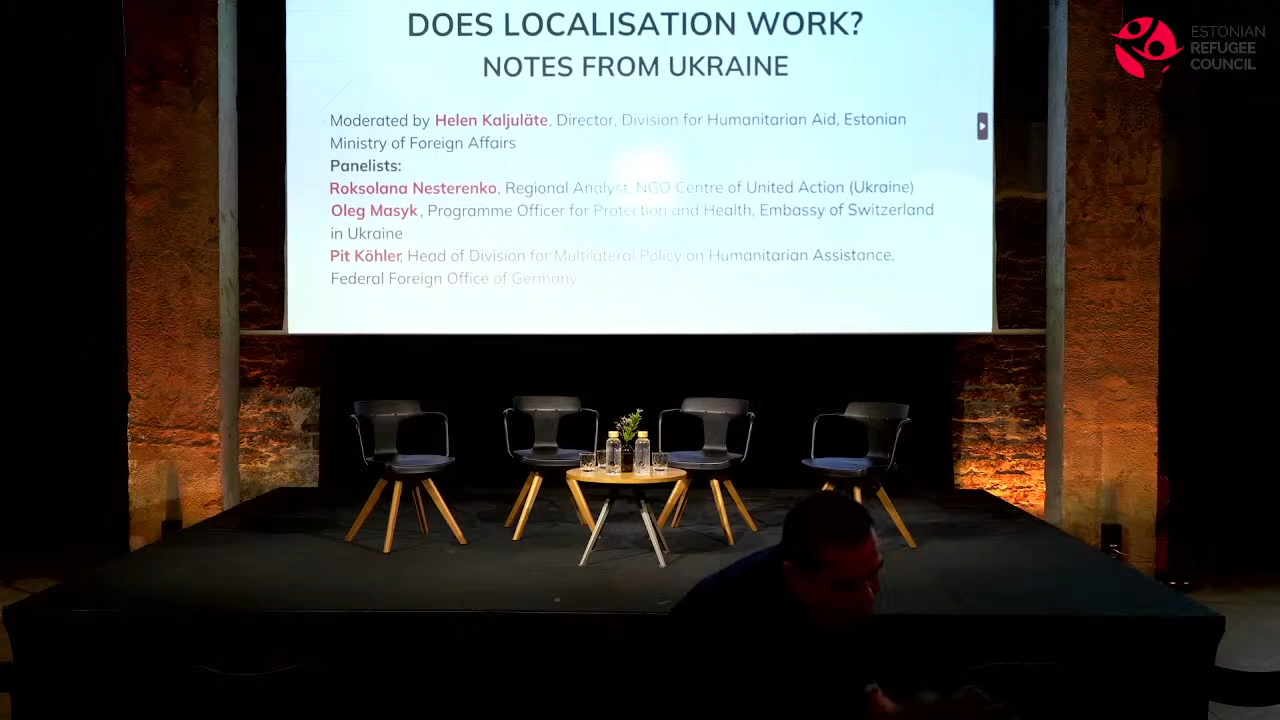 DOES LOCALISATION WORK?
NOTES FROM UKRAINE
Moderated by Helen Kaljuläte, Director, Division for Humanitarian Aid, Estonian
Ministry of Foreign Affairs
Panelists:
Roksolana Nesterenko, Regional Analyst, NGO Centre of United Action (Ukraine)
Oleg Masyk, Programme Officer for Protection and Health, Embassy of Switzerland
in Ukraine
Pit Köhler, Head of Division for Multilateral Policy on Humanitarian Assistance,
Federal Foreign Office of Germany
ESTONIAN
REFUGEE
COUNCIL